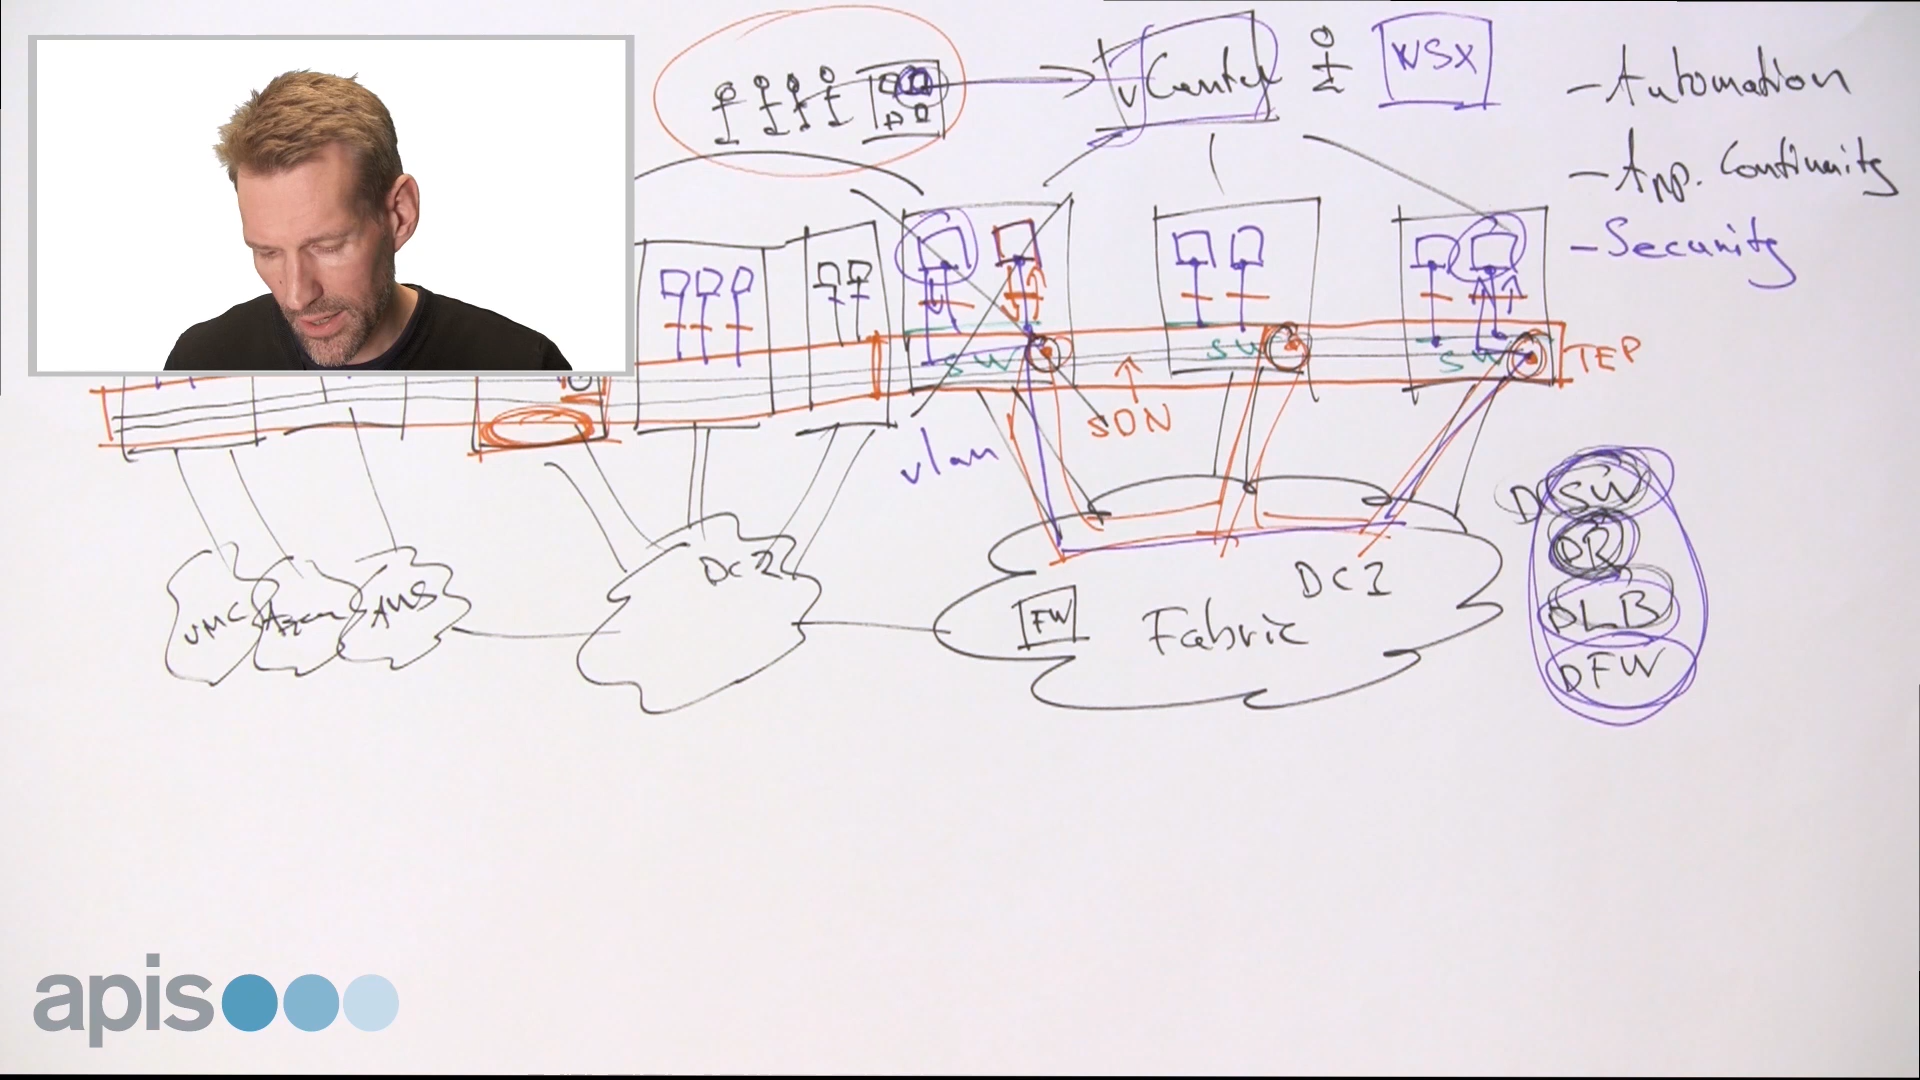 vCenter
NSX
- Automation
- App. Continuity
- Security
SW
SW
SW
TEP
SDN
vlan
DSW
DR
DLB
DFW
VMC
Azure
AWS
DC2
DC1
FW
Fabric
apis